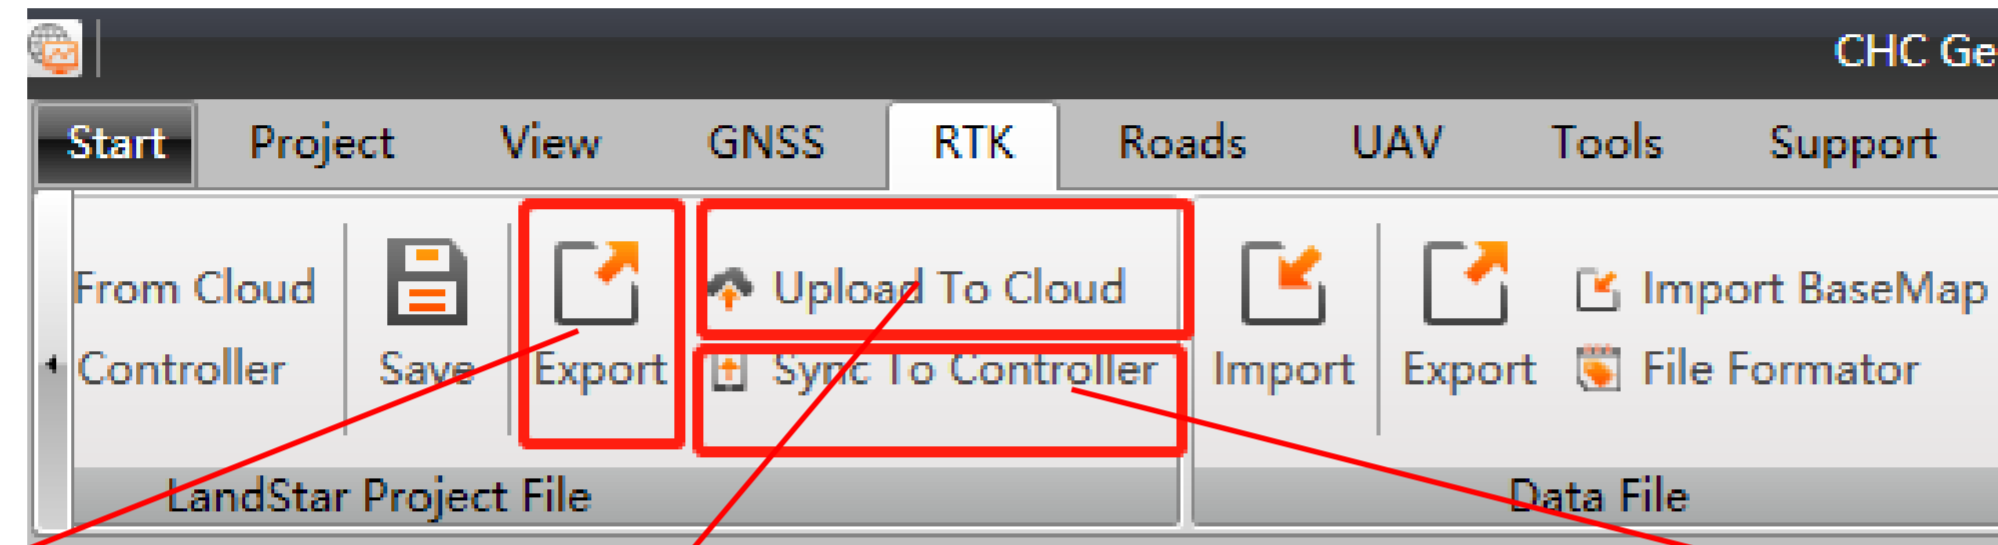 CHC Ge
Start Project View GNSS RTK Roads UAV Tools Support
From Cloud
Controller
Save
Export
Upload To Cloud
Sync To Controller
Import
Export
Import BaseMap
File Formator
LandStar Project File
Data File